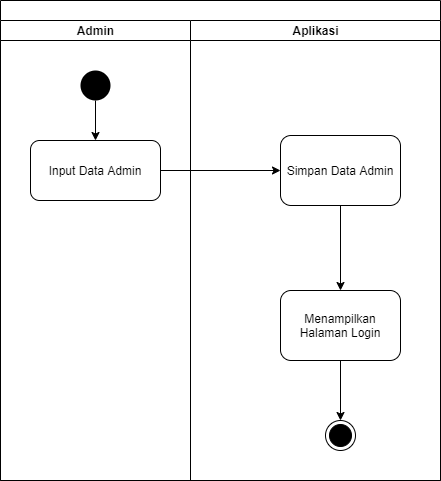 Admin
Aplikasi
Input Data Admin
Simpan Data Admin
Menampilkan
Halaman Login